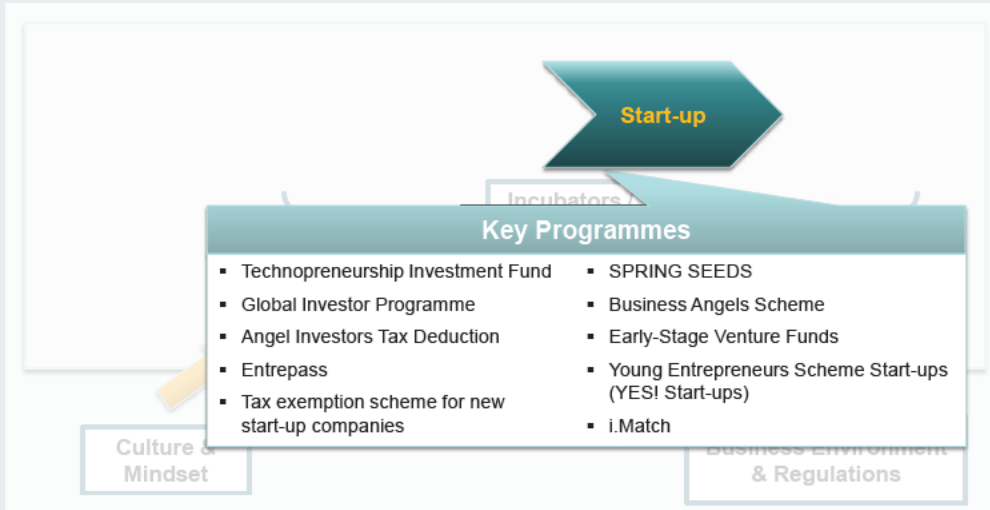 Start-up
Incubators /
Key Programmes
▪ Technopreneurship Investment Fund
▪ Global Investor Programme
▪ Angel Investors Tax Deduction
▪ Entrepass
▪ Tax exemption scheme for new
start-up companies
▪ SPRING SEEDS
▪ Business Angels Scheme
▪ Early-Stage Venture Funds
▪ Young Entrepreneurs Scheme Start-ups
(YES! Start-ups)
▪ i.Match
Culture &
Mindset
Business Environment
& Regulations